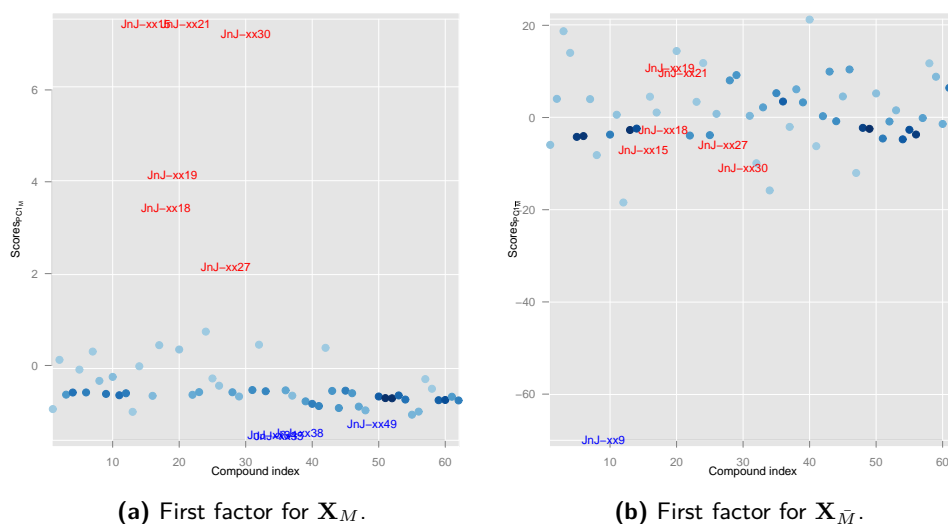 JnJ-xx15
JnJ-xx21
JnJ-xx30
6
JnJ-xx19
4
JnJ-xx18
JnJ-xx27
2
0
JnJ-xx38
JnJ-xx49
Scores_PC1_M
10 20 30 40 50 60
Compound index
(a) First factor for X_M.
20
JnJ-xx19
JnJ-xx21
0
JnJ-xx18
JnJ-xx27
JnJ-xx15
JnJ-xx30
−20
−40
−60
JnJ-xx9
Scores_PC1_M̄
10 20 30 40 50 60
Compound index
(b) First factor for X_M̄.